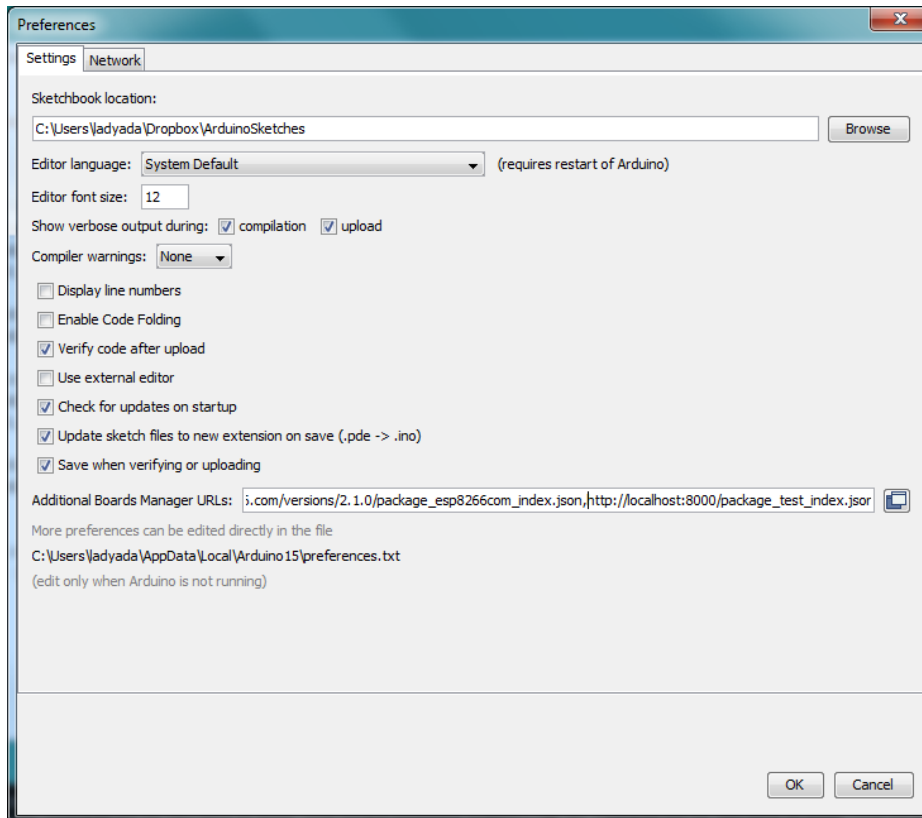 Preferences
Settings Network
Sketchbook location:
C:\Users\ladyada\Dropbox\ArduinoSketches Browse
Editor language: System Default (requires restart of Arduino)
Editor font size: 12
Show verbose output during: compilation upload
Compiler warnings: None
Display line numbers
Enable Code Folding
Verify code after upload
Use external editor
Check for updates on startup
Update sketch files to new extension on save (.pde -> .ino)
Save when verifying or uploading
Additional Boards Manager URLs: .com/versions/2.1.0/package_esp8266com_index.json,http://localhost:8000/package_test_index.json
More preferences can be edited directly in the file
C:\Users\ladyada\AppData\Local\Arduino15\preferences.txt
(edit only when Arduino is not running)
OK Cancel